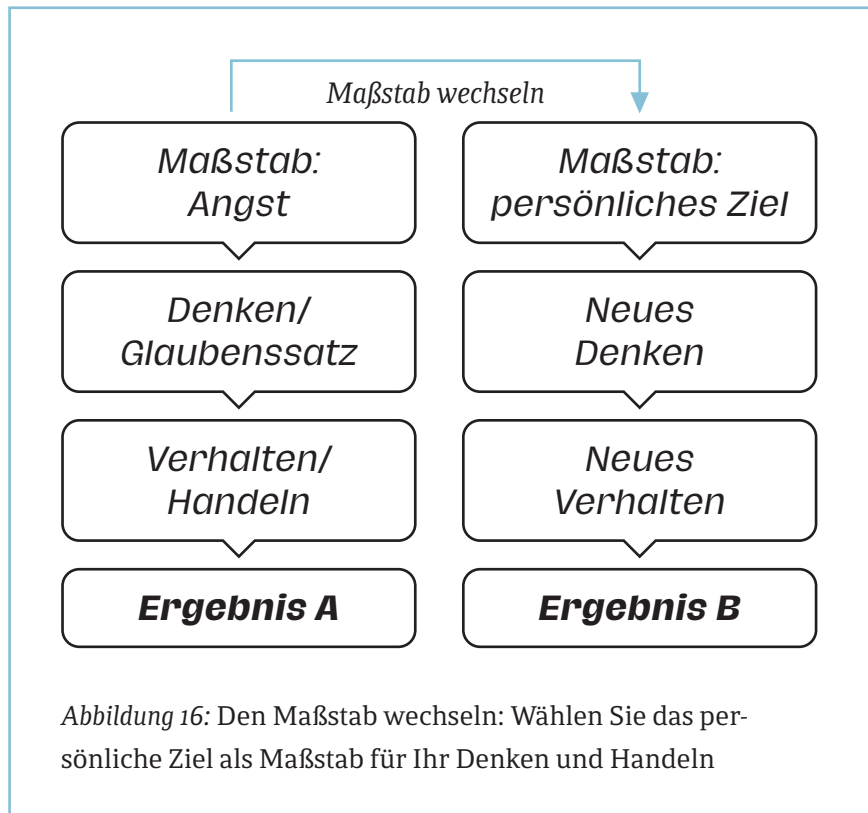 Maßstab wechseln
Maßstab:
Angst
Denken/
Glaubenssatz
Verhalten/
Handeln
Ergebnis A
Maßstab:
persönliches Ziel
Neues
Denken
Neues
Verhalten
Ergebnis B
Abbildung 16: Den Maßstab wechseln: Wählen Sie das per-
sönliche Ziel als Maßstab für Ihr Denken und Handeln